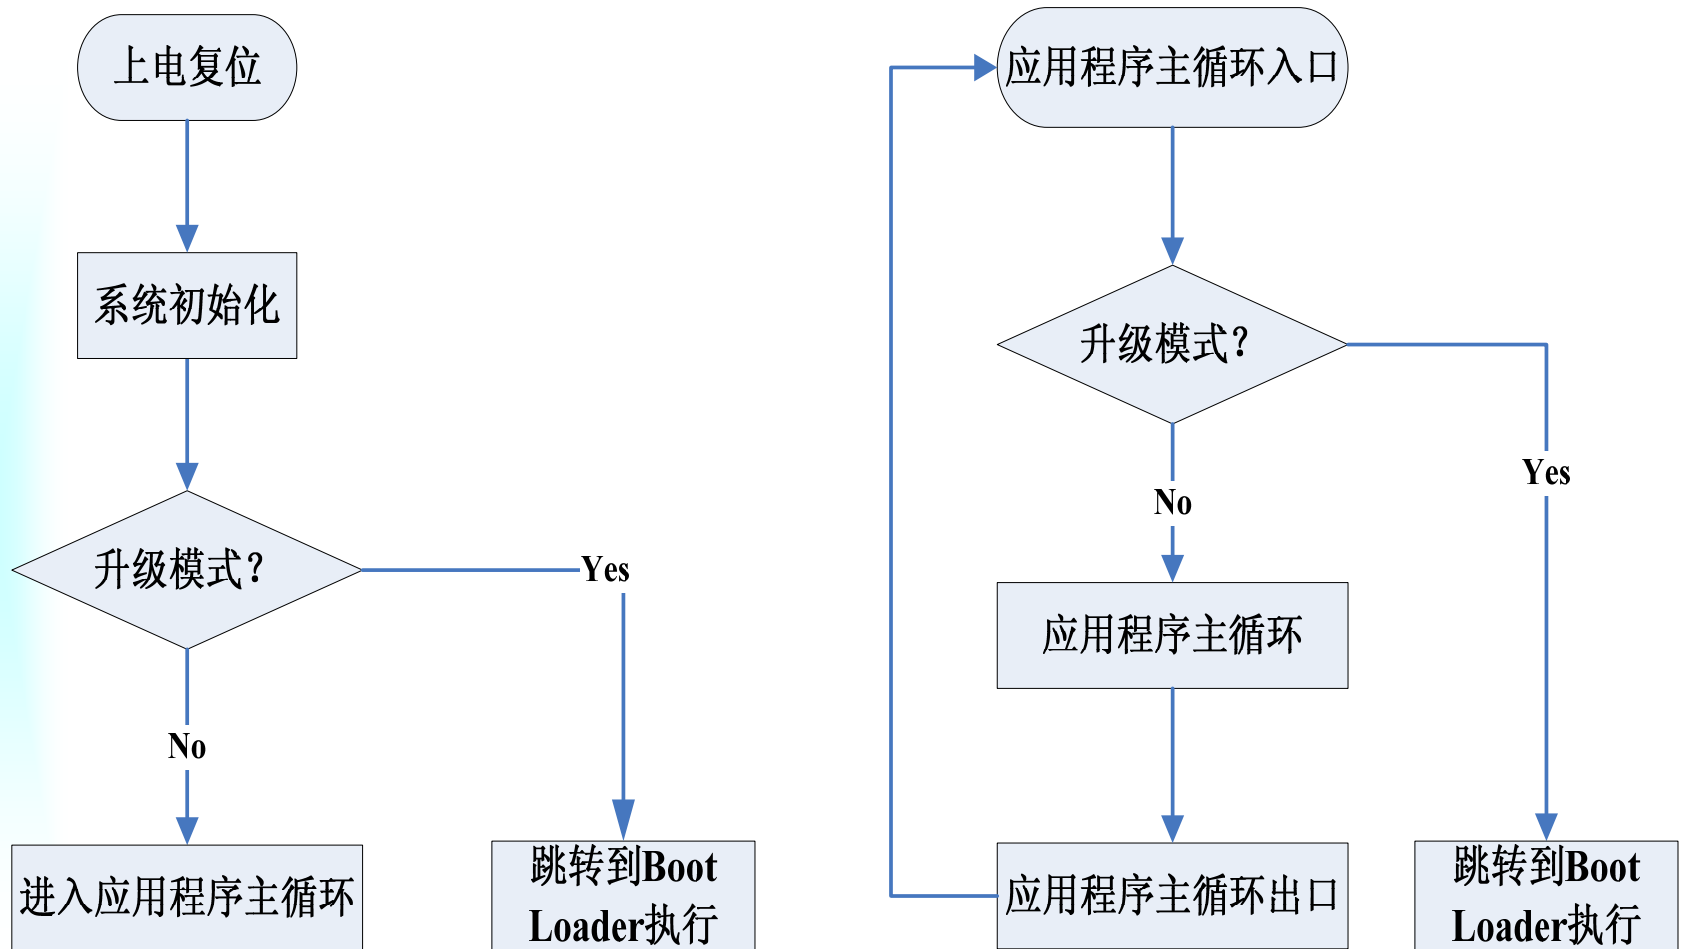 上电复位
系统初始化
升级模式？
Yes
No
进入应用程序主循环
跳转到Boot
Loader执行
应用程序主循环入口
升级模式？
Yes
No
应用程序主循环
应用程序主循环出口
跳转到Boot
Loader执行